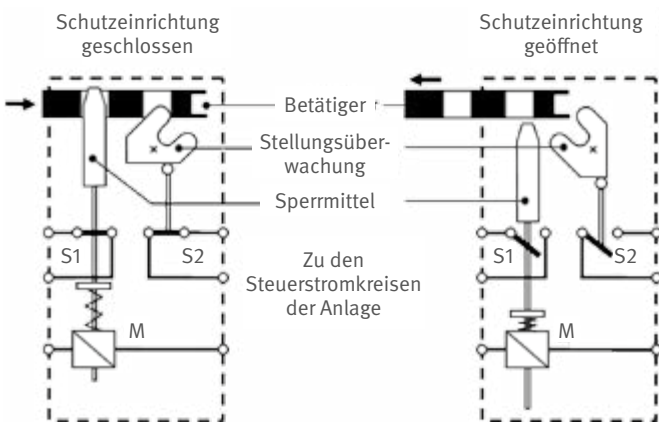 Schutzeinrichtung
geschlossen
Schutzeinrichtung
geöffnet
Betätiger
Stellungsüber-
wachung
Sperrmittel
S1
S2
Zu den
Steuerstromkreisen
der Anlage
M
S1
S2
M